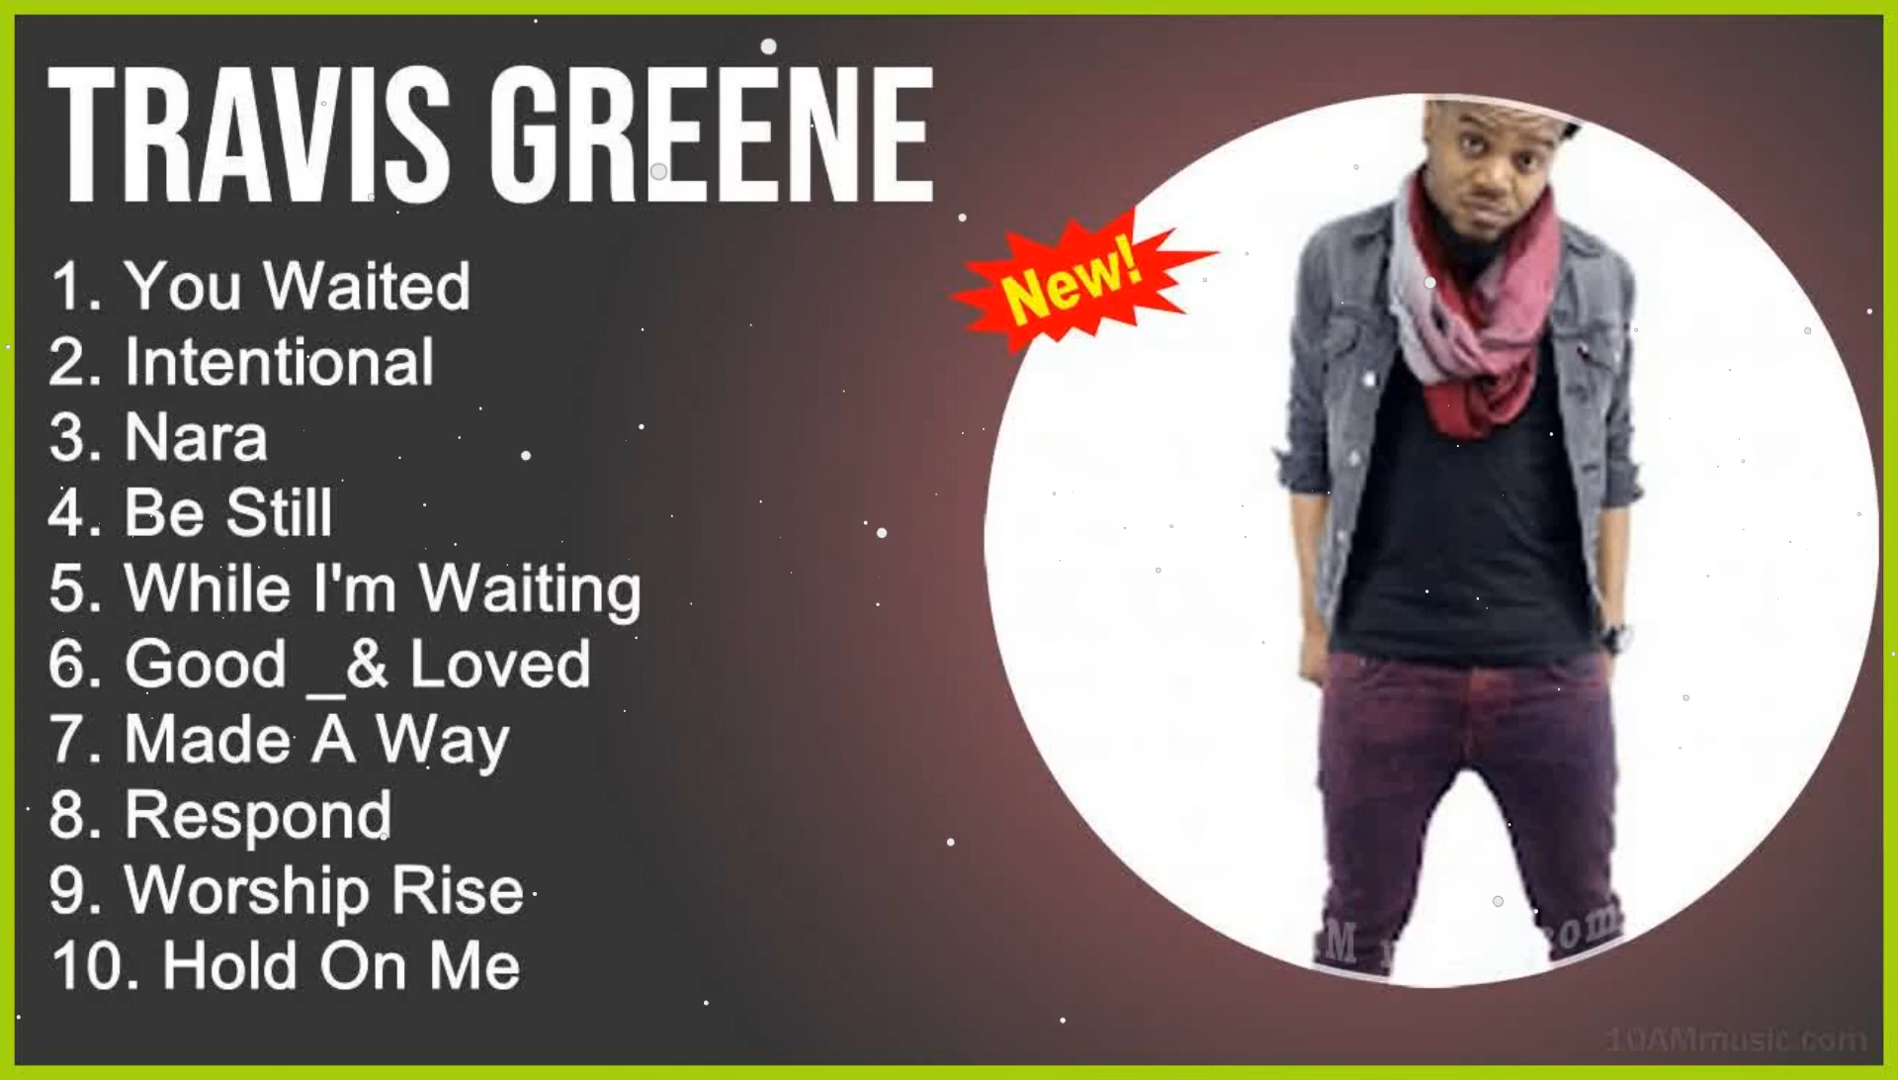 TRAVIS GREENE
New!
1. You Waited
2. Intentional
3. Nara
4. Be Still
5. While I'm Waiting
6. Good _& Loved
7. Made A Way
8. Respond
9. Worship Rise
10. Hold On Me
10AMmusic.com